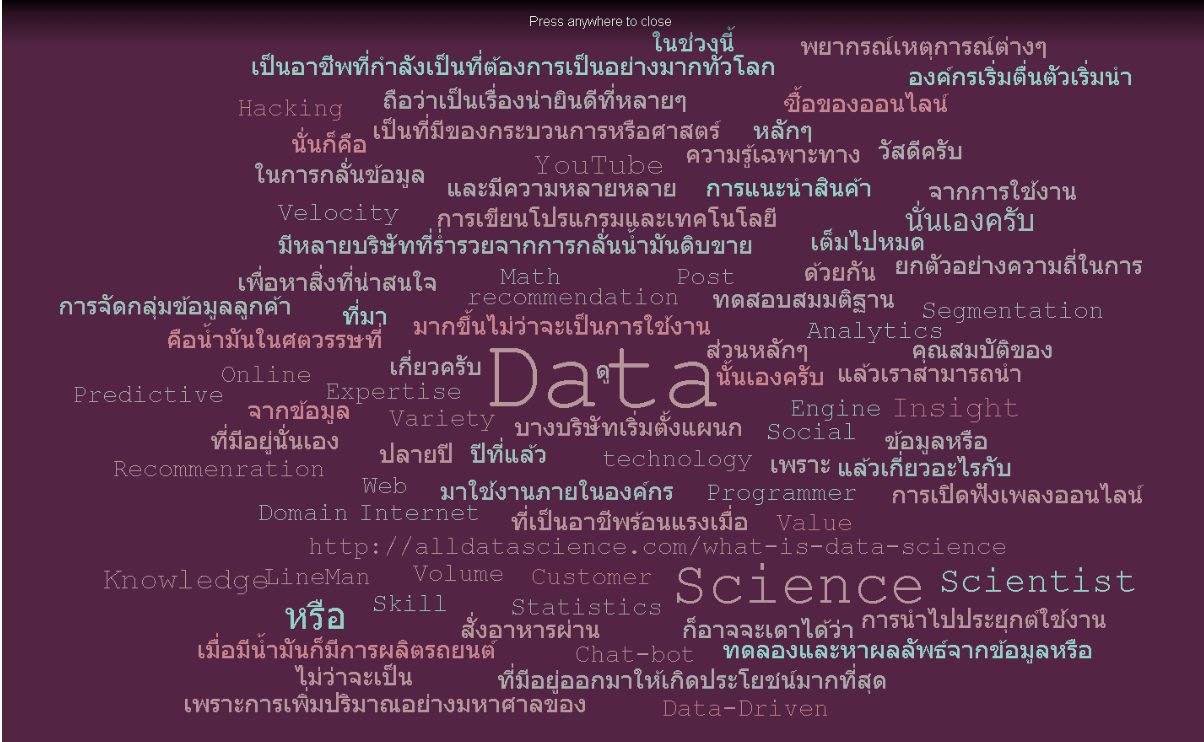 Press anywhere to close
ในช่วงนี้
พยากรณ์เหตุการณ์ต่างๆ
เป็นอาชีพที่กำลังเป็นที่ต้องการเป็นอย่างมากทั่วโลก
องค์กรเริ่มตื่นตัวเริ่มนำ
Hacking
ถือว่าเป็นเรื่องน่ายินดีที่หลายๆ
ซื้อของออนไลน์
นั่นก็คือ
เป็นที่มีของกระบวนการหรือศาสตร์
หลักๆ
YouTube
ความรู้เฉพาะทาง
วัสดีครับ
ในการกลั่นข้อมูล
และมีความหลายหลาย
การแนะนำสินค้า
จากการใช้งาน
Velocity
การเขียนโปรแกรมและเทคโนโลยี
นั่นเองครับ
มีหลายบริษัทที่ร่ำรวยจากการกลั่นน้ำมันดิบขาย
เต็มไปหมด
เพื่อหาสิ่งที่น่าสนใจ
Math
Post
ด้วยกัน
ยกตัวอย่างความถี่ในการ
การจัดกลุ่มข้อมูลลูกค้า
ที่มา
recommendation
ทดสอบสมมติฐาน
Segmentation
คือน้ำมันในศตวรรษที่
มากขึ้นไม่ว่าจะเป็นการใช้งาน
Analytics
ส่วนหลักๆ
คุณสมบัติของ
Online
เกี่ยวครับ
Data
ดู
นั้นเองครับ
แล้วเราสามารถนำ
Predictive
Expertise
จากข้อมูล
Variety
Engine
Insight
ที่มีอยู่นั่นเอง
บางบริษัทเริ่มตั้งแผนก
Social
ข้อมูลหรือ
Recommenration
ปลายปี
ปีที่แล้ว
technology
เพราะ
แล้วเกี่ยวอะไรกับ
Web
มาใช้งานภายในองค์กร
Programmer
การเปิดฟังเพลงออนไลน์
Domain
Internet
ที่เป็นอาชีพร้อนแรงเมื่อ
Value
http://alldatascience.com/what-is-data-science
Knowledge
LineMan
Volume
Customer
Science
Scientist
หรือ
Skill
Statistics
สั่งอาหารผ่าน
ก็อาจจะเดาได้ว่า
การนำไปประยุกต์ใช้งาน
เมื่อมีน้ำมันก็มีการผลิตรถยนต์
Chat-bot
ทดลองและหาผลลัพธ์จากข้อมูลหรือ
ไม่ว่าจะเป็น
ที่มีอยู่ออกมาให้เกิดประโยชน์มากที่สุด
เพราะการเพิ่มปริมาณอย่างมหาศาลของ
Data-Driven